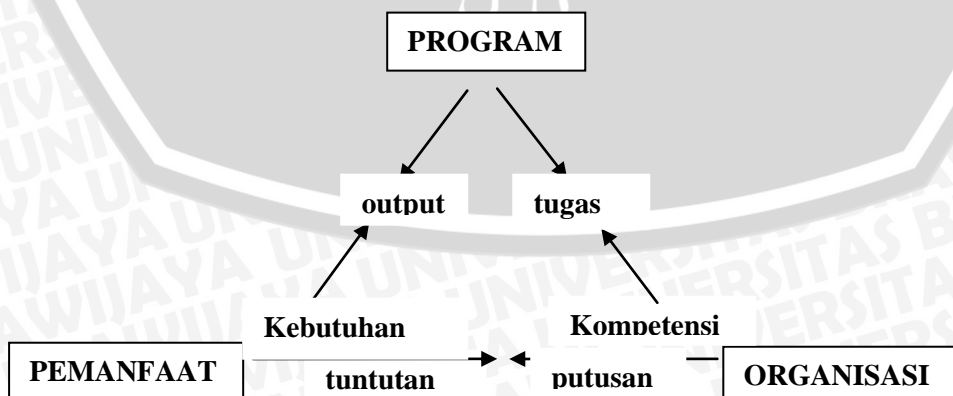 PROGRAM
output tugas
Kebutuhan Kompetensi
PEMANFAAT tuntutan putusan ORGANISASI